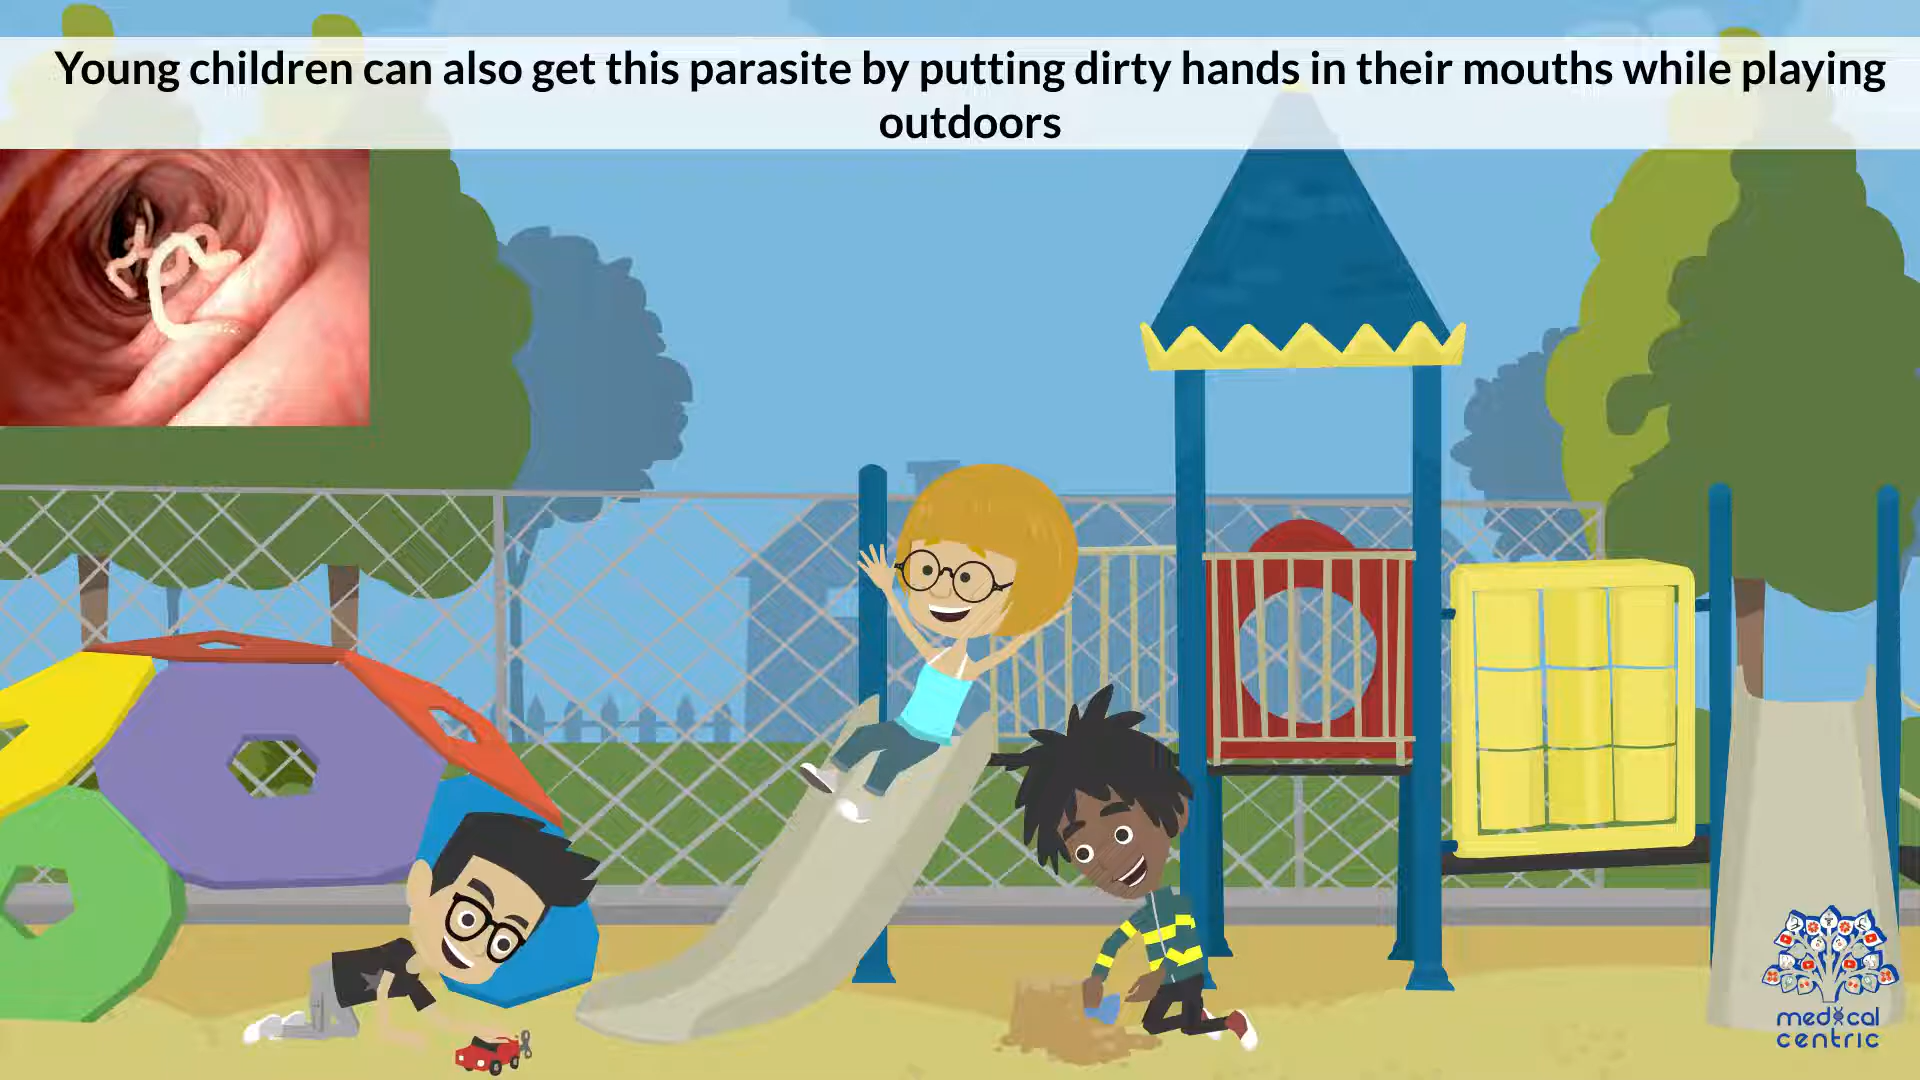 Young children can also get this parasite by putting dirty hands in their mouths while playing
outdoors
medical
centric